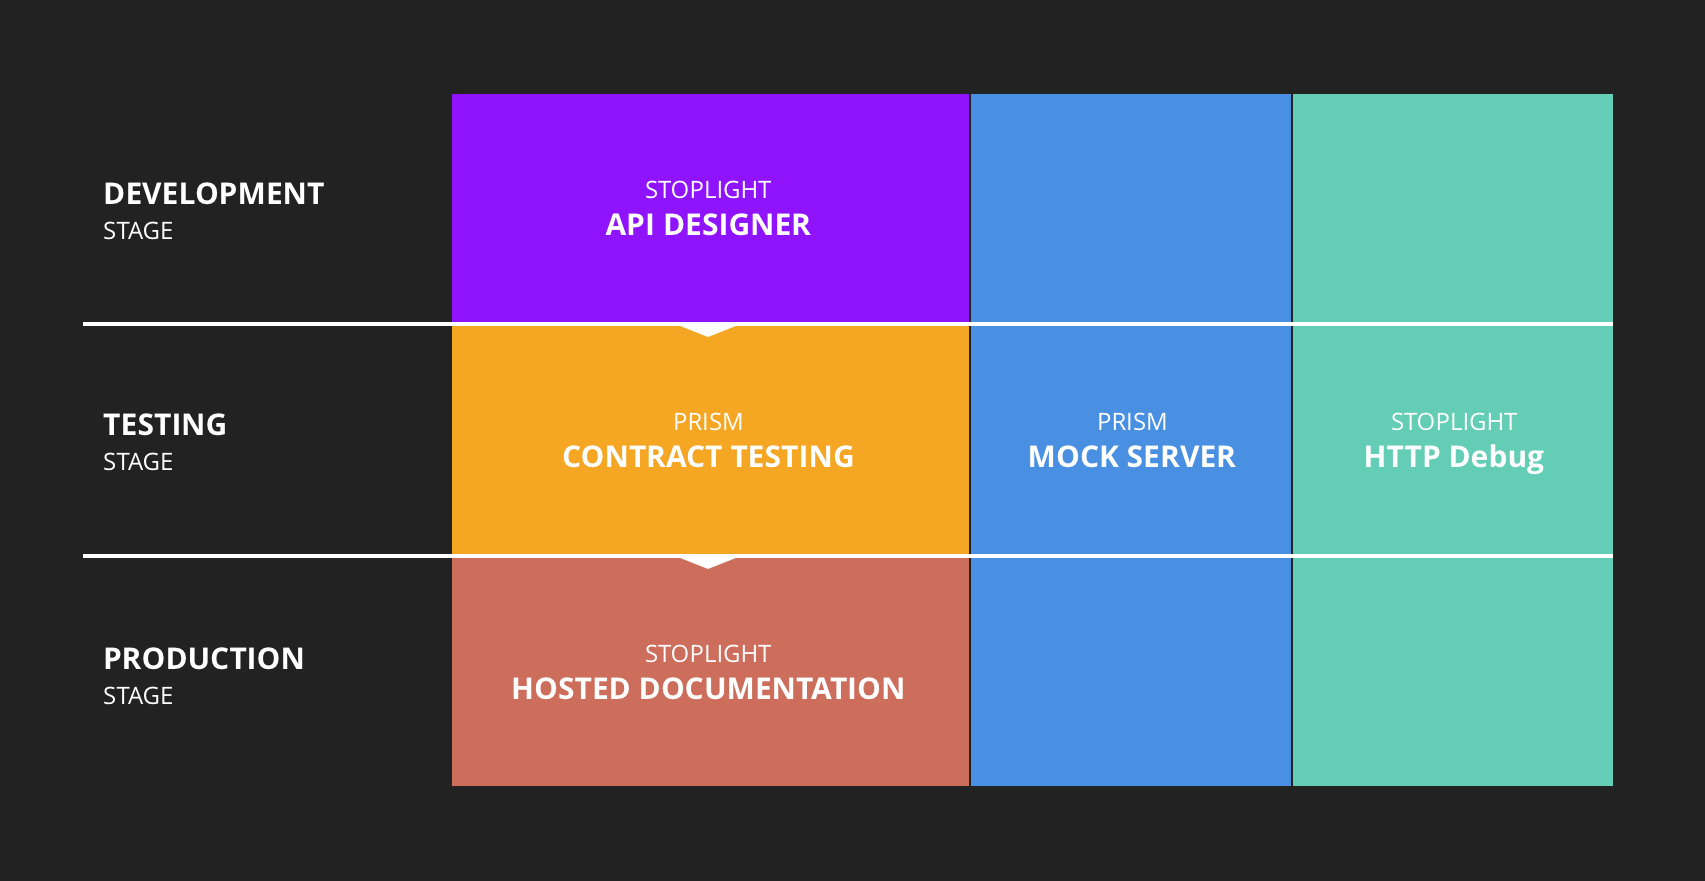 DEVELOPMENT
STAGE
STOPLIGHT
API DESIGNER
TESTING
STAGE
PRISM
CONTRACT TESTING
PRISM
MOCK SERVER
STOPLIGHT
HTTP Debug
PRODUCTION
STAGE
STOPLIGHT
HOSTED DOCUMENTATION